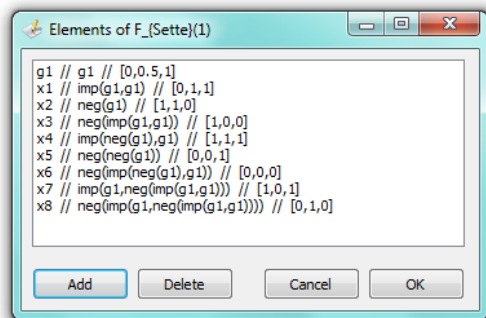 Elements of F_{Sette}(1)
g1 // g1 // [0,0.5,1]
x1 // imp(g1,g1) // [0,1,1]
x2 // neg(g1) // [1,1,0]
x3 // neg(imp(g1,g1)) // [1,0,0]
x4 // imp(neg(g1),g1) // [1,1,1]
x5 // neg(neg(g1)) // [0,0,1]
x6 // neg(imp(neg(g1),g1)) // [0,0,0]
x7 // imp(g1,neg(imp(g1,g1))) // [1,0,1]
x8 // neg(imp(g1,neg(imp(g1,g1)))) // [0,1,0]
Add Delete Cancel OK